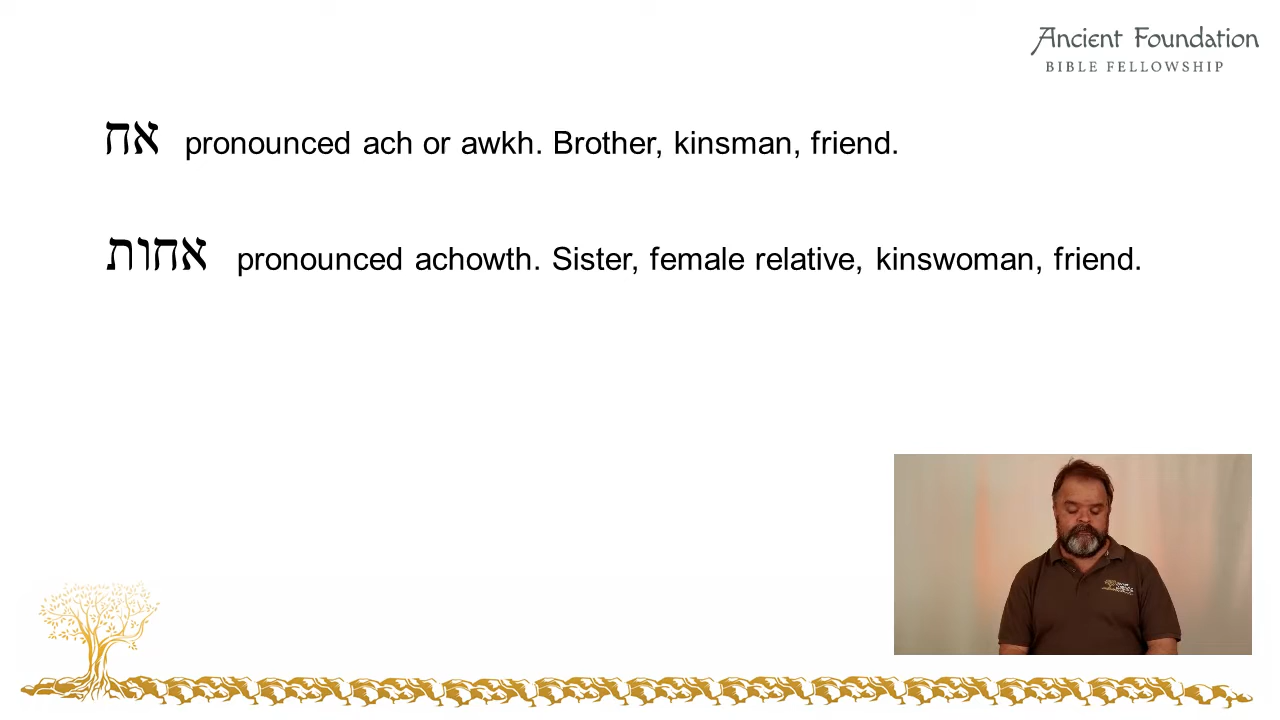 Ancient Foundation
BIBLE FELLOWSHIP
אח pronounced ach or awkh. Brother, kinsman, friend.
אחות pronounced achowth. Sister, female relative, kinswoman, friend.